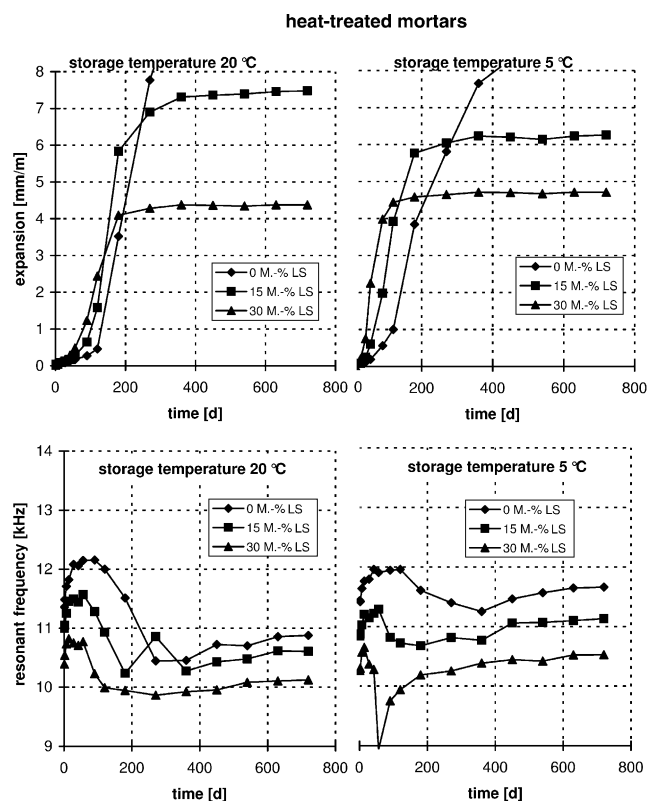 heat-treated mortars
storage temperature 20 °C
storage temperature 5 °C
8
7
6
5
4
3
2
1
0
expansion [mm/m]
0 M.-% LS
15 M.-% LS
30 M.-% LS
0 M.-% LS
15 M.-% LS
30 M.-% LS
0 200 400 600 800
0 200 400 600 800
time [d]
time [d]
14
13
12
11
10
9
resonant frequency [kHz]
storage temperature 20 °C
storage temperature 5 °C
0 M.-% LS
15 M.-% LS
30 M.-% LS
0 M.-% LS
15 M.-% LS
30 M.-% LS
0 200 400 600 800
0 200 400 600 800
time [d]
time [d]